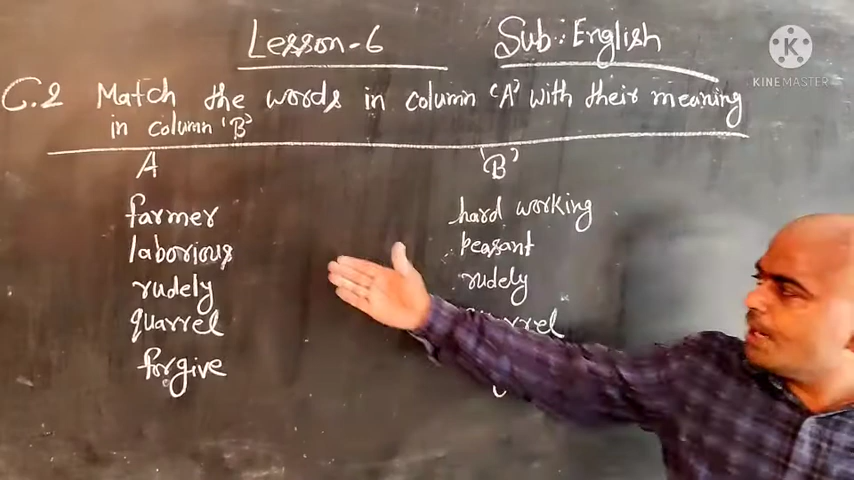 Lesson-6 Sub: English
K
KINEMASTER
C.2 Match the words in column 'A' with their meaning
in column 'B'
A 'B'
farmer hard working
laborious peasant
rudely rudely
quarrel
forgive